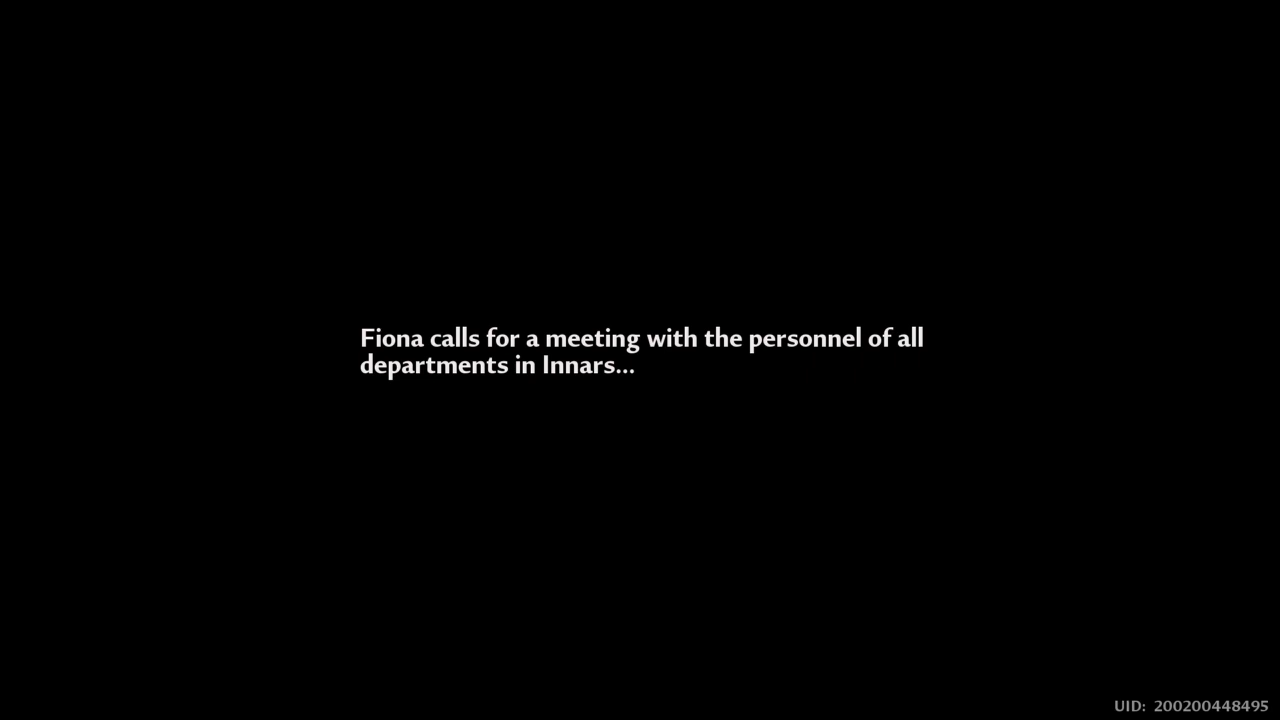 Fiona calls for a meeting with the personnel of all
departments in Innars...
UID: 200200448495